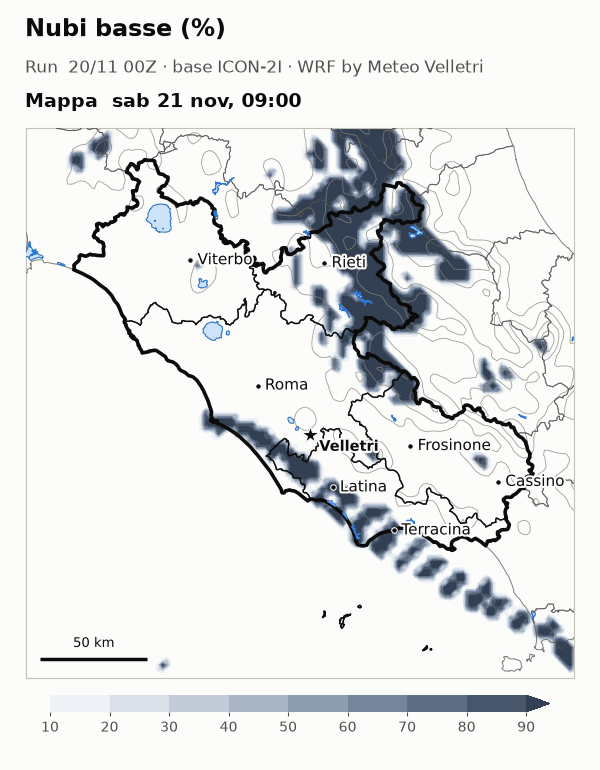 Nubi basse (%)
Run  20/11 00Z · base ICON-2I · WRF by Meteo Velletri
Mappa  sab 21 nov, 09:00
Viterbo
Rieti
Roma
Velletri
Frosinone
Latina
Cassino
Terracina
50 km
10 20 30 40 50 60 70 80 90